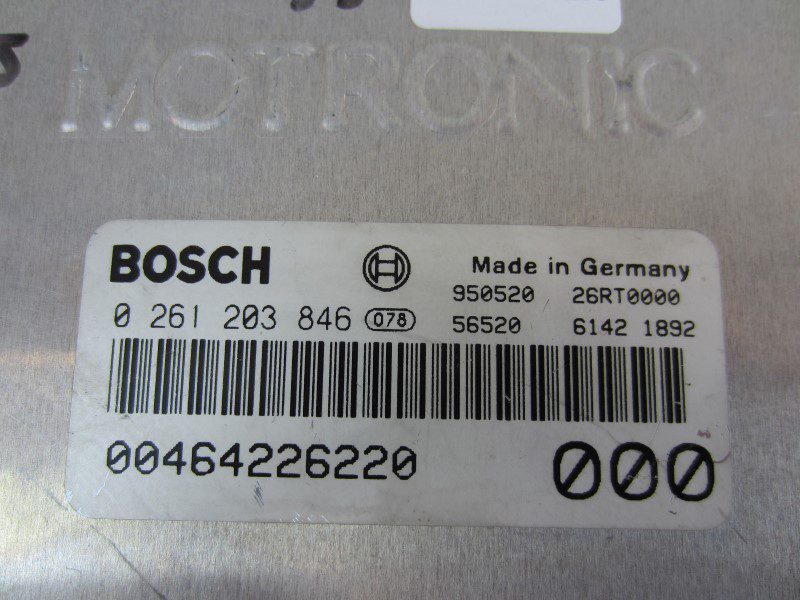 MOTRONIC
BOSCH
Made in Germany
950520 26RT0000
0 261 203 846 078
56520 6142 1892
00464226220
000